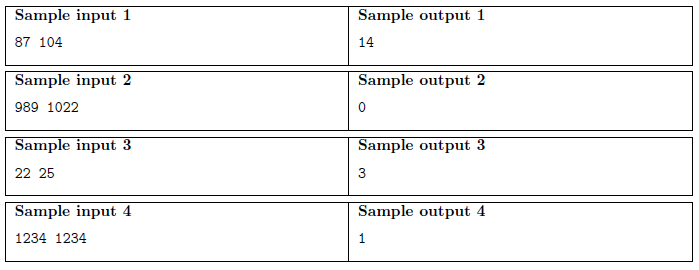 Sample input 1 Sample output 1
87 104 14
Sample input 2 Sample output 2
989 1022 0
Sample input 3 Sample output 3
22 25 3
Sample input 4 Sample output 4
1234 1234 1